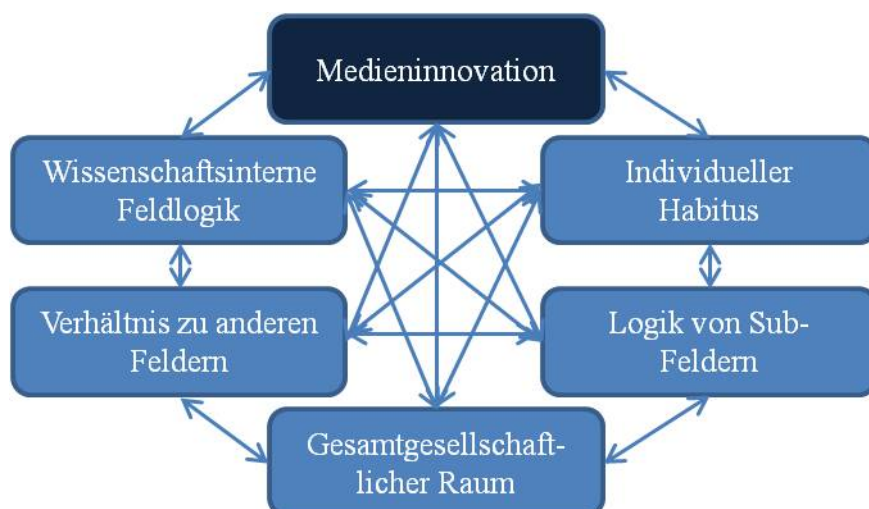 Medieninnovation
Wissenschaftsinterne
Feldlogik
Individueller
Habitus
Verhältnis zu anderen
Feldern
Logik von Sub-
Feldern
Gesamtgesellschaft-
licher Raum